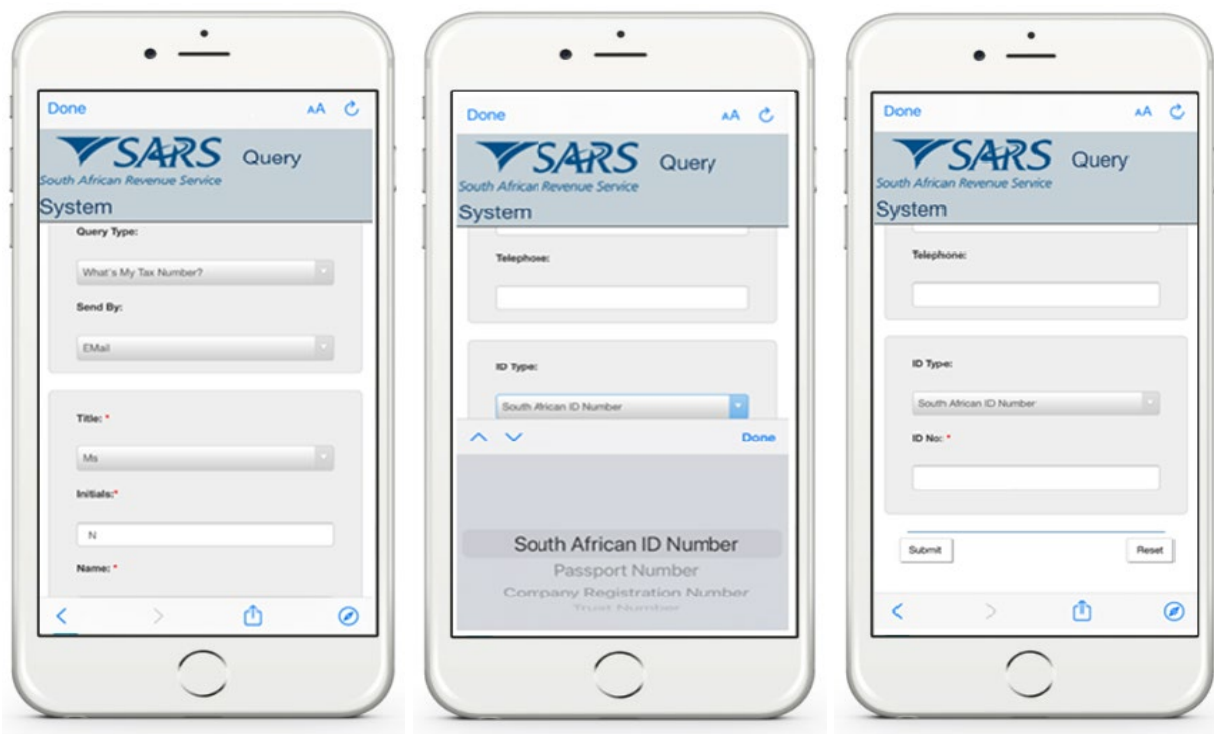 Done AA
SARS Query
South African Revenue Service
System
Query Type:
What's My Tax Number?
Send By:
EMail
Title: *
Ms
Initials:*
N
Name: *
Done AA
SARS Query
South African Revenue Service
System
Telephone:
ID Type:
South African ID Number
Done
South African ID Number
Passport Number
Company Registration Number
Trust Number
Done AA
SARS Query
South African Revenue Service
System
Telephone:
ID Type:
South African ID Number
ID No: *
Submit Reset